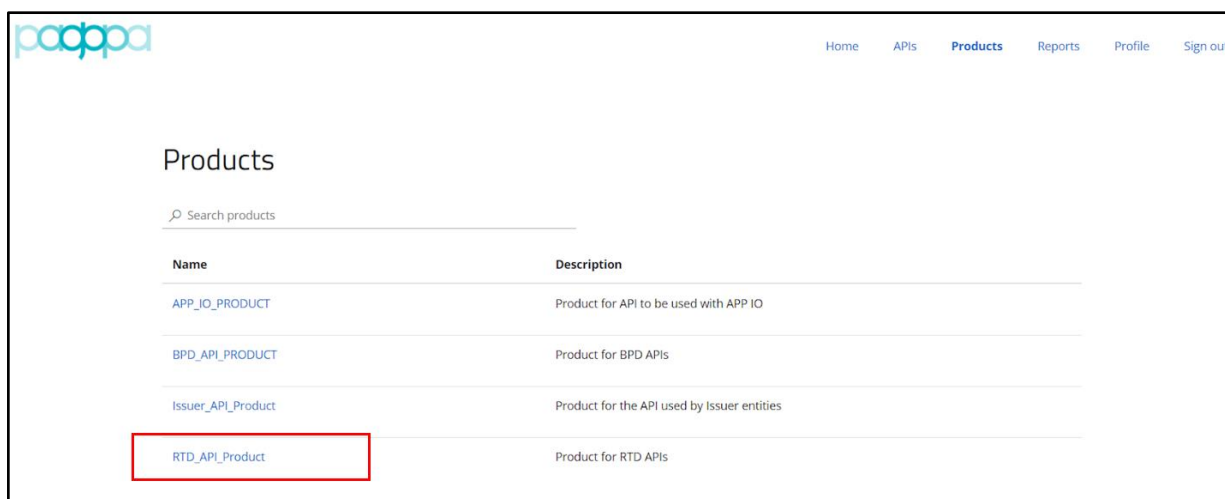 pagopa
Home APIs Products Reports Profile Sign out
Products
Search products
Name Description
APP_IO_PRODUCT Product for API to be used with APP IO
BPD_API_PRODUCT Product for BPD APIs
Issuer_API_Product Product for the API used by Issuer entities
RTD_API_Product Product for RTD APIs